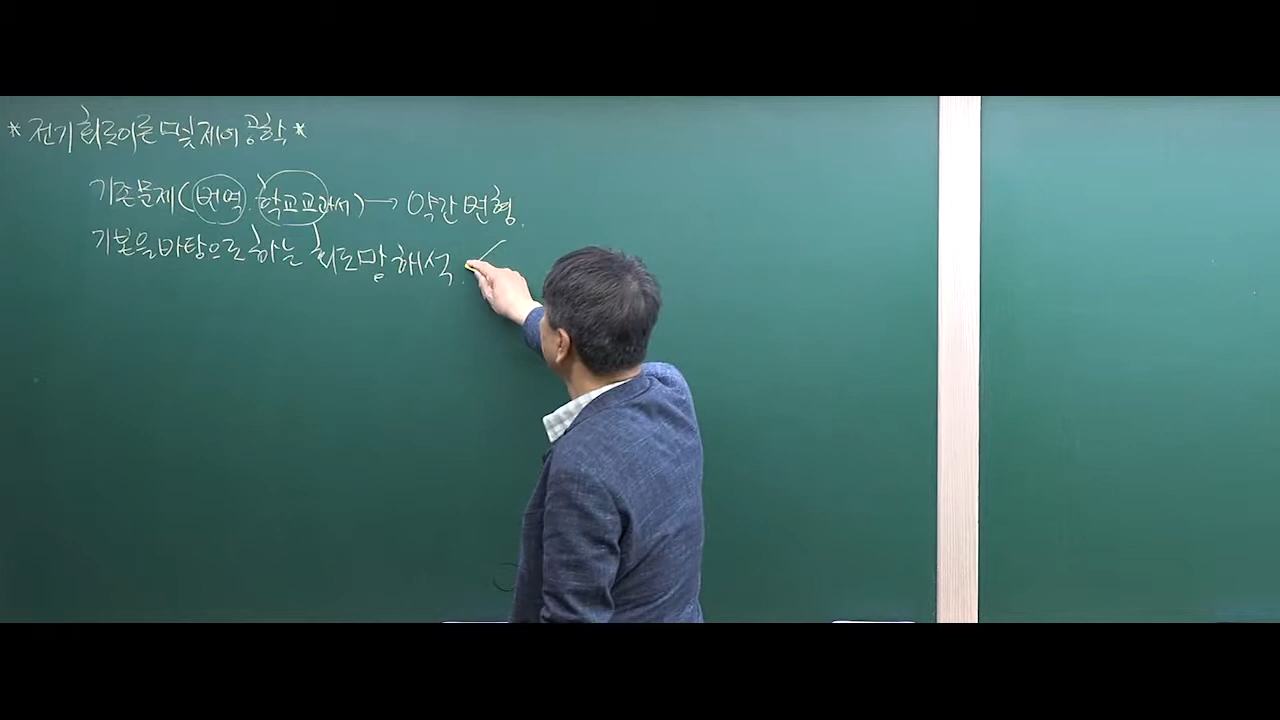 * 전기회로이론 및 제어공학 *
기존문제(번역. 학교교과서) → 약간 변형.
기본을 바탕으로 하는 회로망 해석.